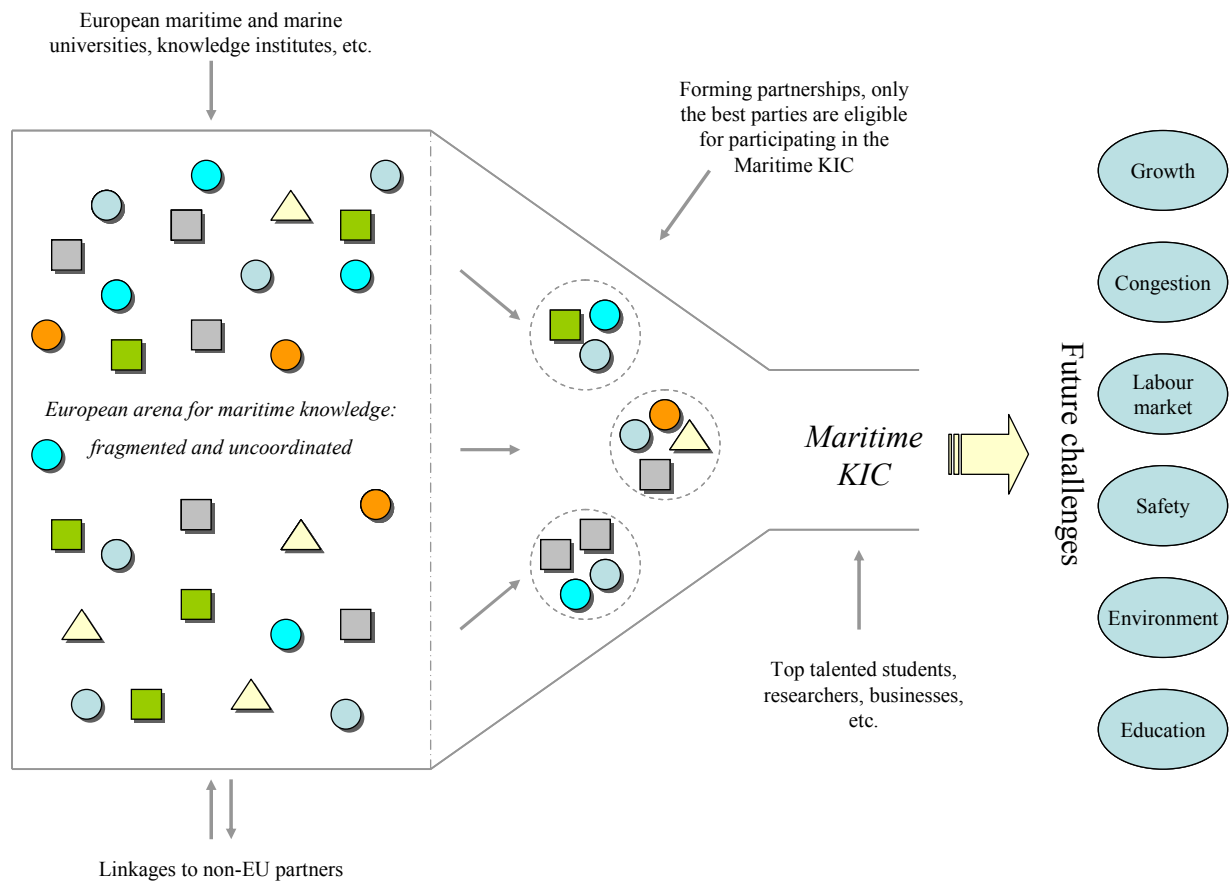 European maritime and marine
universities, knowledge institutes, etc.
Forming partnerships, only
the best parties are eligible
for participating in the
Maritime KIC
European arena for maritime knowledge:
fragmented and uncoordinated
Maritime
KIC
Top talented students,
researchers, businesses,
etc.
Linkages to non-EU partners
Future challenges
Growth
Congestion
Labour
market
Safety
Environment
Education